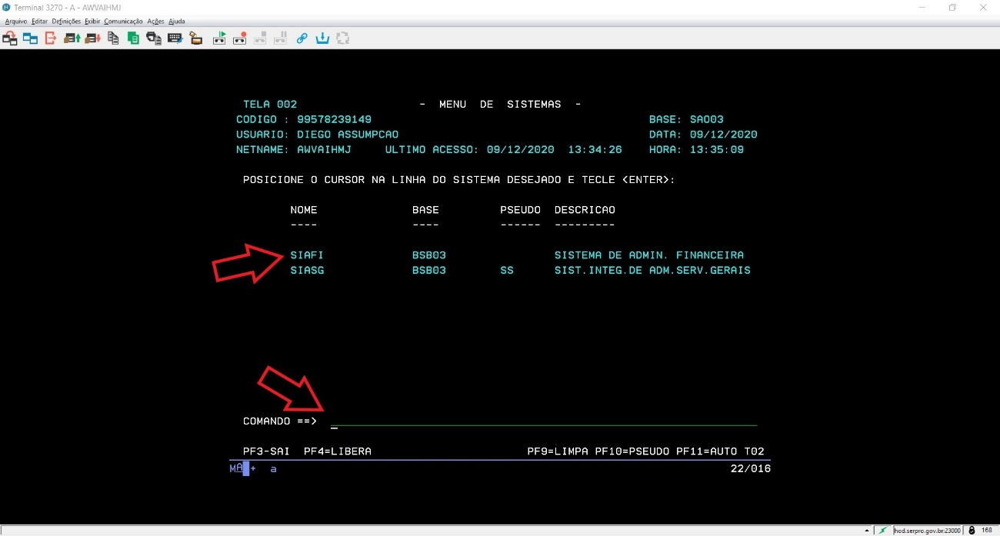 Terminal 3270 - A - AWVAIHMJ
Arquivo Editar Definições Exibir Comunicação Ações Ajuda
TELA 002 - MENU DE SISTEMAS -
CODIGO : 99578239149 BASE: SAO03
USUARIO: DIEGO ASSUMPCAO DATA: 09/12/2020
NETNAME: AWVAIHMJ ULTIMO ACESSO: 09/12/2020 13:34:26 HORA: 13:35:09
POSICIONE O CURSOR NA LINHA DO SISTEMA DESEJADO E TECLE <ENTER>:
NOME BASE PSEUDO DESCRICAO
---- ---- ------ ---------
SIAFI BSB03 SISTEMA DE ADMIN. FINANCEIRA
SIASG BSB03 SS SIST.INTEG.DE ADM.SERV.GERAIS
COMANDO ==> _
PF3-SAI PF4=LIBERA PF9=LIMPA PF10=PSEUDO PF11=AUTO T02
MA + a 22/016
hod.serpro.gov.br:23000 168